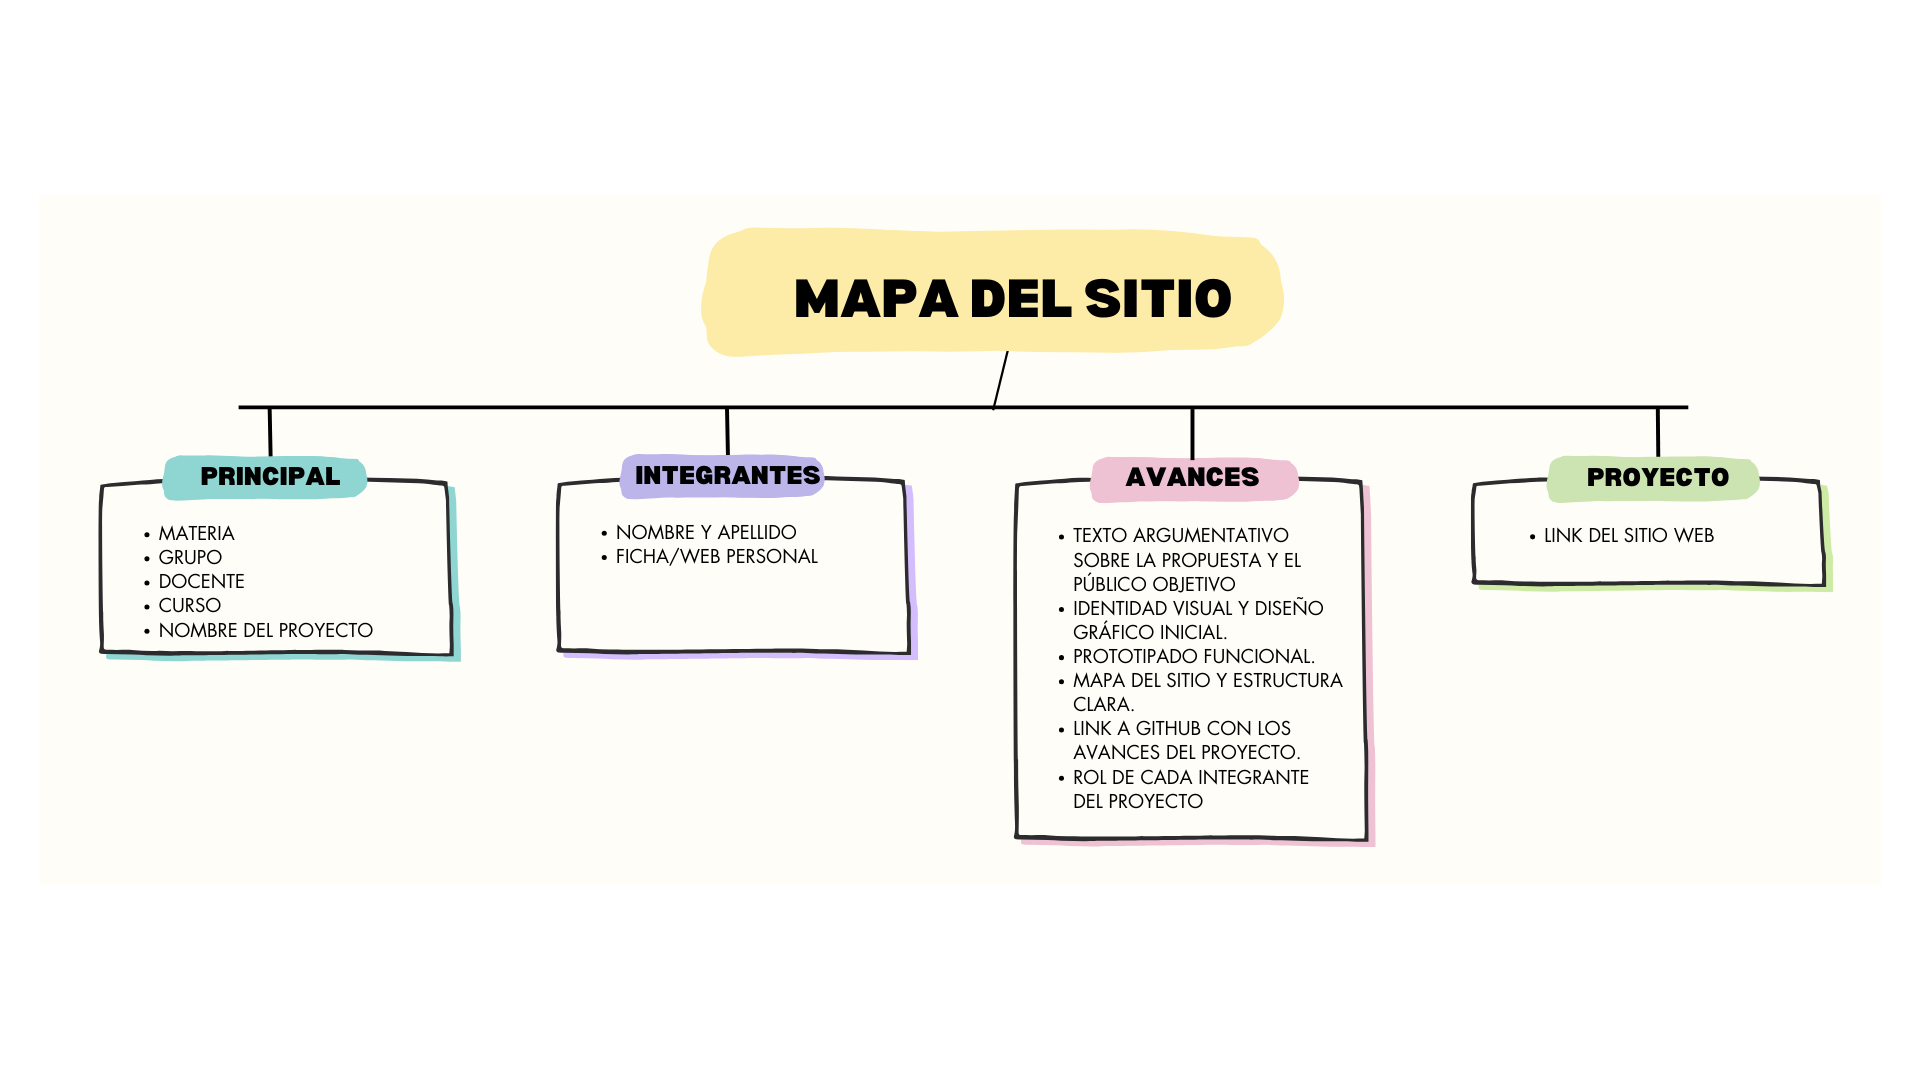 MAPA DEL SITIO
PRINCIPAL
• MATERIA
• GRUPO
• DOCENTE
• CURSO
• NOMBRE DEL PROYECTO
INTEGRANTES
• NOMBRE Y APELLIDO
• FICHA/WEB PERSONAL
AVANCES
• TEXTO ARGUMENTATIVO
SOBRE LA PROPUESTA Y EL
PÚBLICO OBJETIVO
• IDENTIDAD VISUAL Y DISEÑO
GRÁFICO INICIAL.
• PROTOTIPADO FUNCIONAL.
• MAPA DEL SITIO Y ESTRUCTURA
CLARA.
• LINK A GITHUB CON LOS
AVANCES DEL PROYECTO.
• ROL DE CADA INTEGRANTE
DEL PROYECTO
PROYECTO
• LINK DEL SITIO WEB